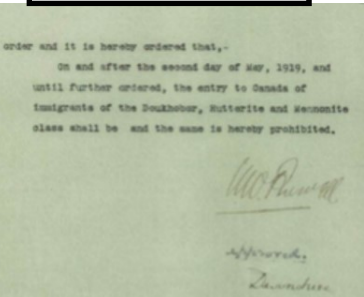 order and it is hereby ordered that,-
On and after the second day of May, 1919, and
until further ordered, the entry to Canada of
immigrants of the Doukhobor, Hutterite and Mennonite
class shall be and the same is hereby prohibited.
Approved.